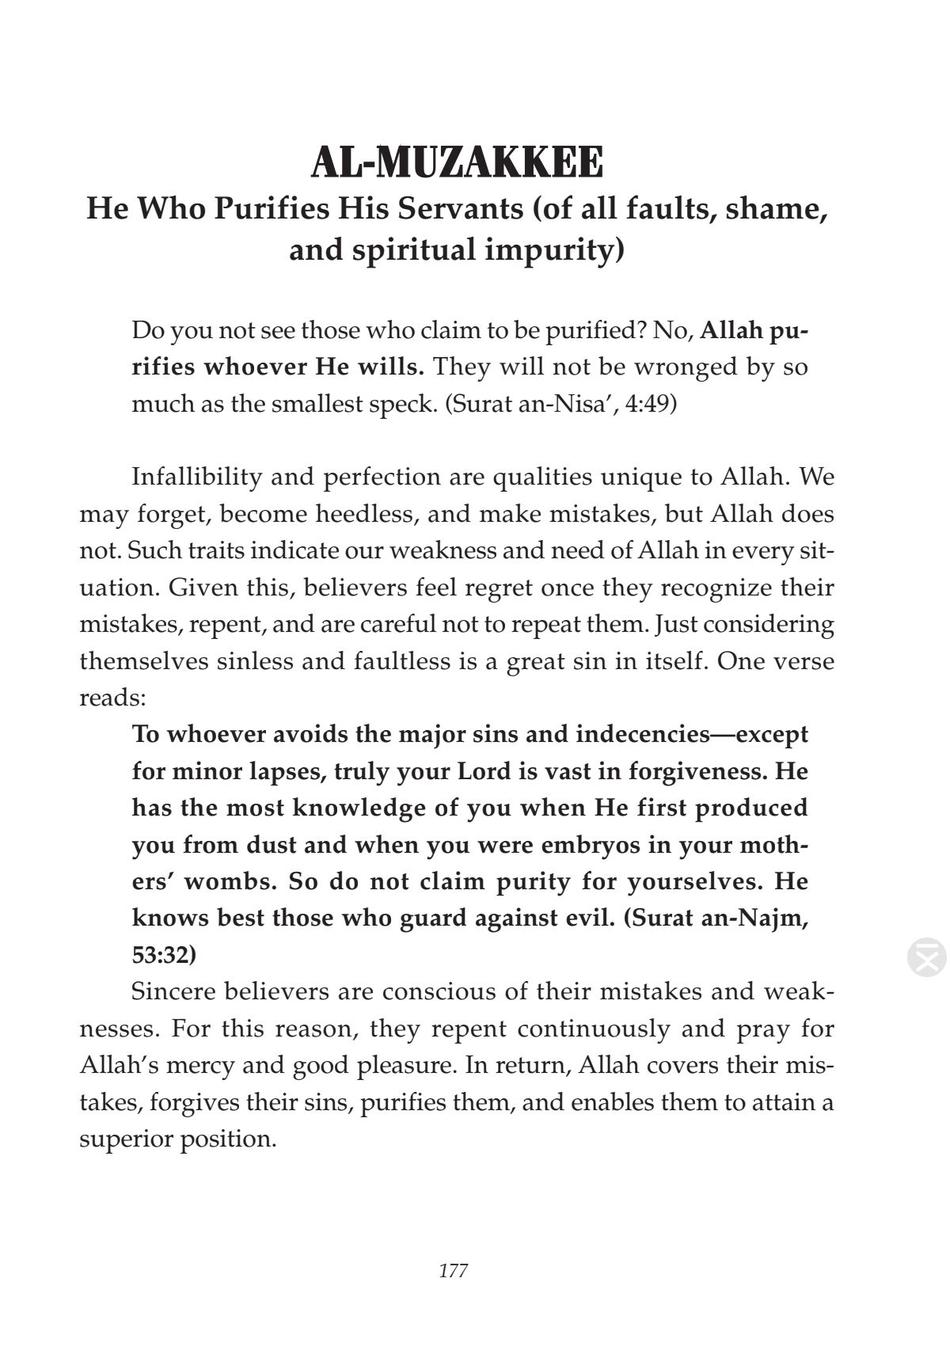 AL-MUZAKKEE
He Who Purifies His Servants (of all faults, shame,
and spiritual impurity)
Do you not see those who claim to be purified? No, Allah pu-
rifies whoever He wills. They will not be wronged by so
much as the smallest speck. (Surat an-Nisa’, 4:49)
Infallibility and perfection are qualities unique to Allah. We
may forget, become heedless, and make mistakes, but Allah does
not. Such traits indicate our weakness and need of Allah in every sit-
uation. Given this, believers feel regret once they recognize their
mistakes, repent, and are careful not to repeat them. Just considering
themselves sinless and faultless is a great sin in itself. One verse
reads:
To whoever avoids the major sins and indecencies—except
for minor lapses, truly your Lord is vast in forgiveness. He
has the most knowledge of you when He first produced
you from dust and when you were embryos in your moth-
ers’ wombs. So do not claim purity for yourselves. He
knows best those who guard against evil. (Surat an-Najm,
53:32)
Sincere believers are conscious of their mistakes and weak-
nesses. For this reason, they repent continuously and pray for
Allah’s mercy and good pleasure. In return, Allah covers their mis-
takes, forgives their sins, purifies them, and enables them to attain a
superior position.
177